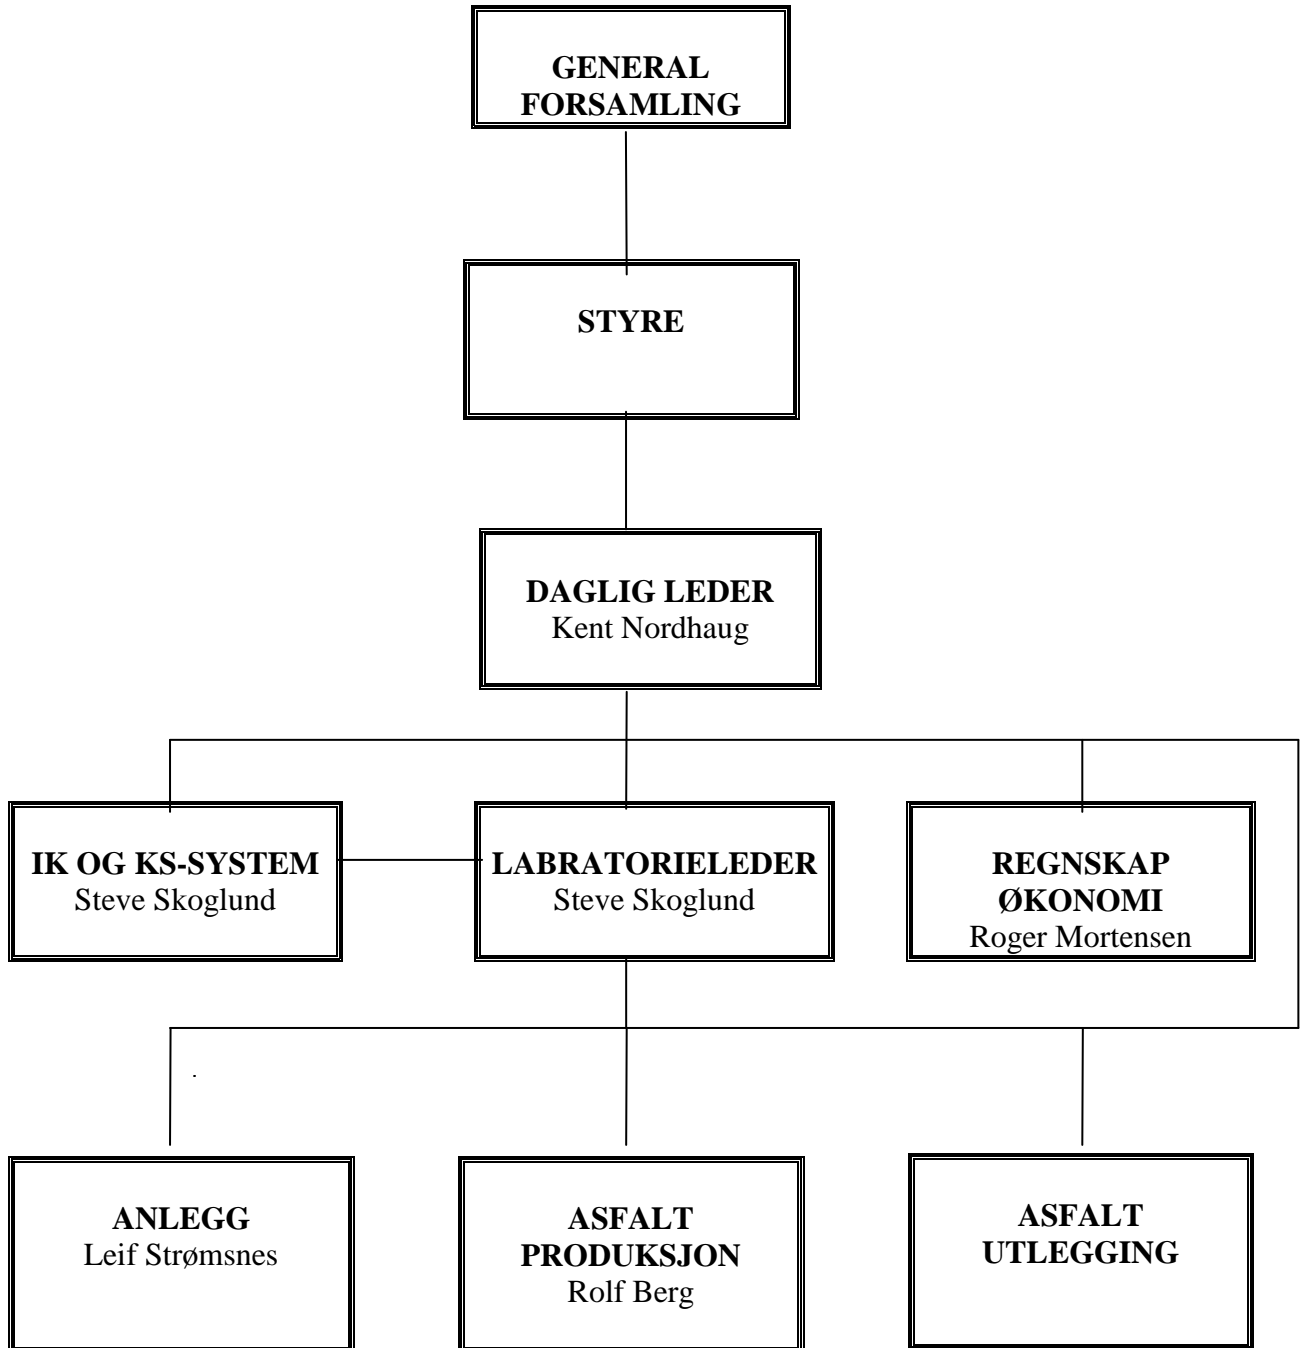 GENERAL
FORSAMLING
STYRE
DAGLIG LEDER
Kent Nordhaug
IK OG KS-SYSTEM
Steve Skoglund
LABRATORIELEDER
Steve Skoglund
REGNSKAP
ØKONOMI
Roger Mortensen
ANLEGG
Leif Strømsnes
ASFALT
PRODUKSJON
Rolf Berg
ASFALT
UTLEGGING